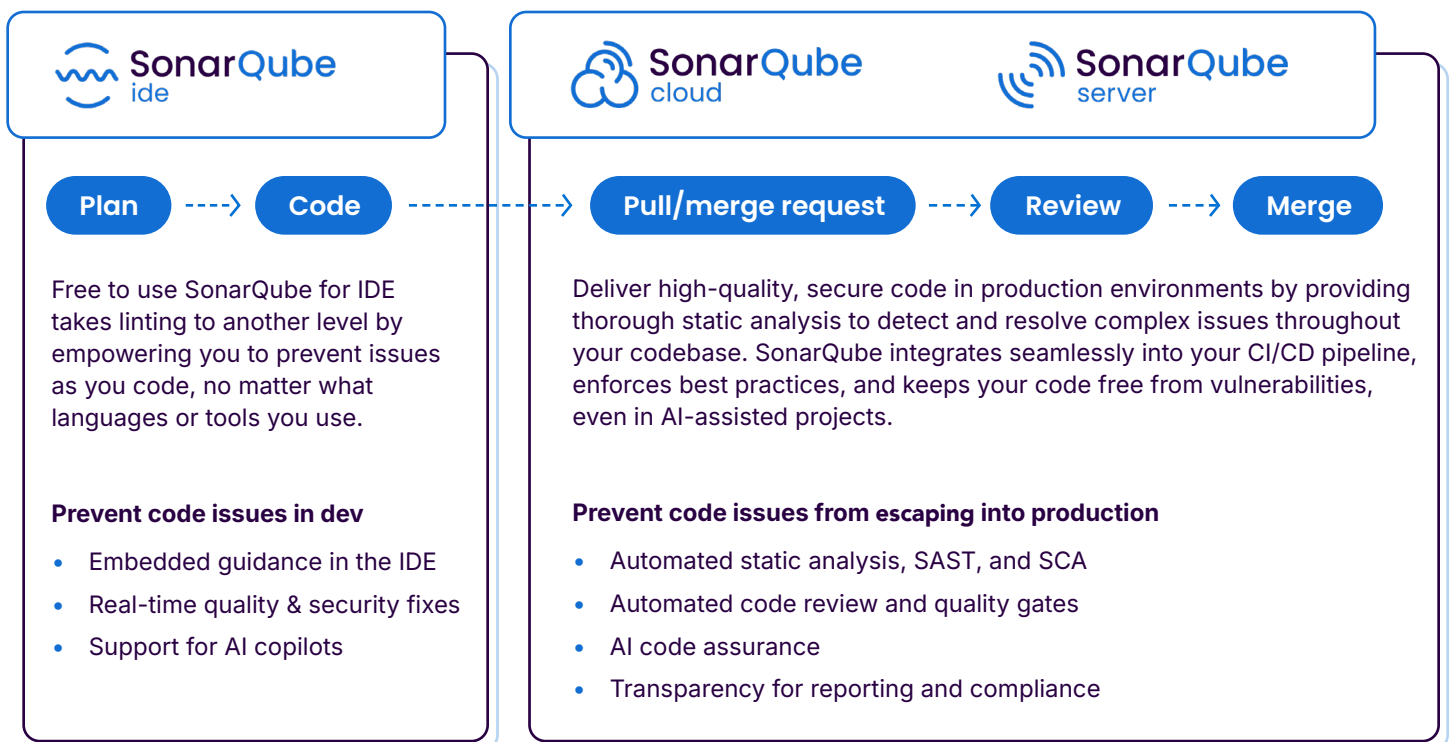 SonarQube
ide
SonarQube
cloud
SonarQube
server
Plan
Code
Pull/merge request
Review
Merge
Free to use SonarQube for IDE
takes linting to another level by
empowering you to prevent issues
as you code, no matter what
languages or tools you use.
Prevent code issues in dev
• Embedded guidance in the IDE
• Real-time quality & security fixes
• Support for AI copilots
Deliver high-quality, secure code in production environments by providing
thorough static analysis to detect and resolve complex issues throughout
your codebase. SonarQube integrates seamlessly into your CI/CD pipeline,
enforces best practices, and keeps your code free from vulnerabilities,
even in AI-assisted projects.
Prevent code issues from escaping into production
• Automated static analysis, SAST, and SCA
• Automated code review and quality gates
• AI code assurance
• Transparency for reporting and compliance